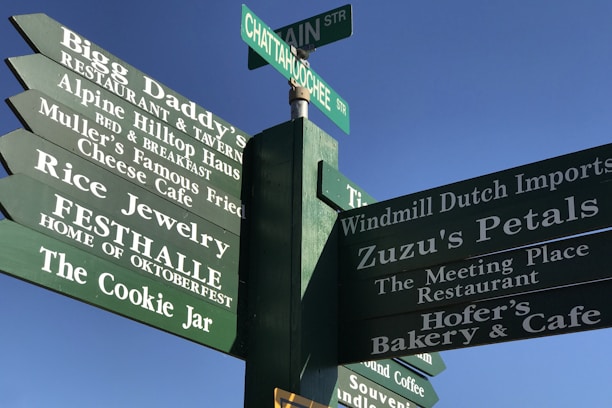 MAIN STR
CHATTAHOOCHEE STR
Bigg Daddy's
RESTAURANT & TAVERN
Alpine Hilltop Haus
BED & BREAKFAST
Muller's Famous Fried
Cheese Cafe
Rice Jewelry
FESTHALLE
HOME OF OKTOBERFEST
The Cookie Jar
Windmill Dutch Imports
Zuzu's Petals
The Meeting Place
Restaurant
Hofer's
Bakery & Cafe
Coffee